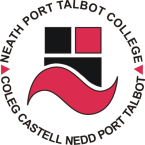 NEATH PORT TALBOT COLLEGE
COLEG CASTELL NEDD PORT TALBOT